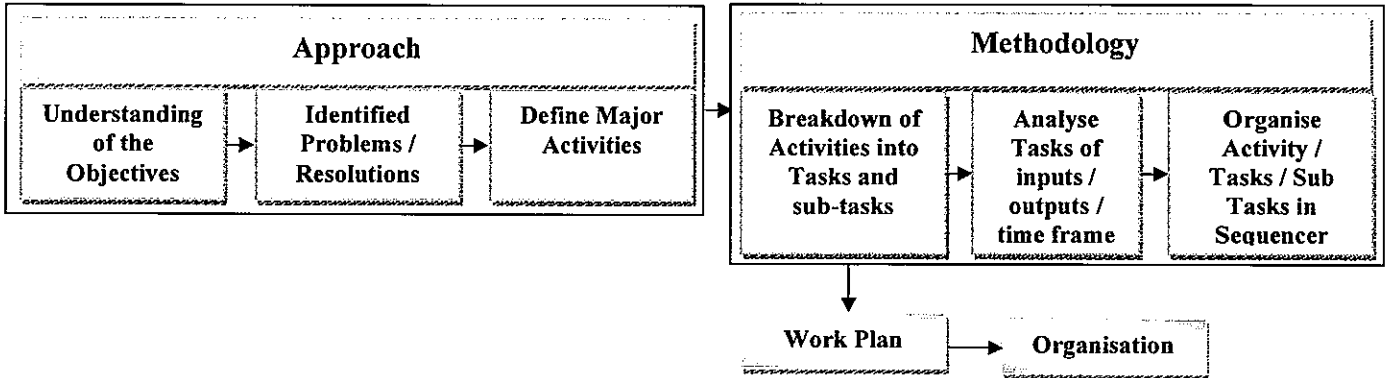 Approach
Understanding
of the
Objectives
Identified
Problems /
Resolutions
Define Major
Activities
Methodology
Breakdown of
Activities into
Tasks and
sub-tasks
Analyse
Tasks of
inputs /
outputs /
time frame
Organise
Activity /
Tasks / Sub
Tasks in
Sequencer
Work Plan
Organisation